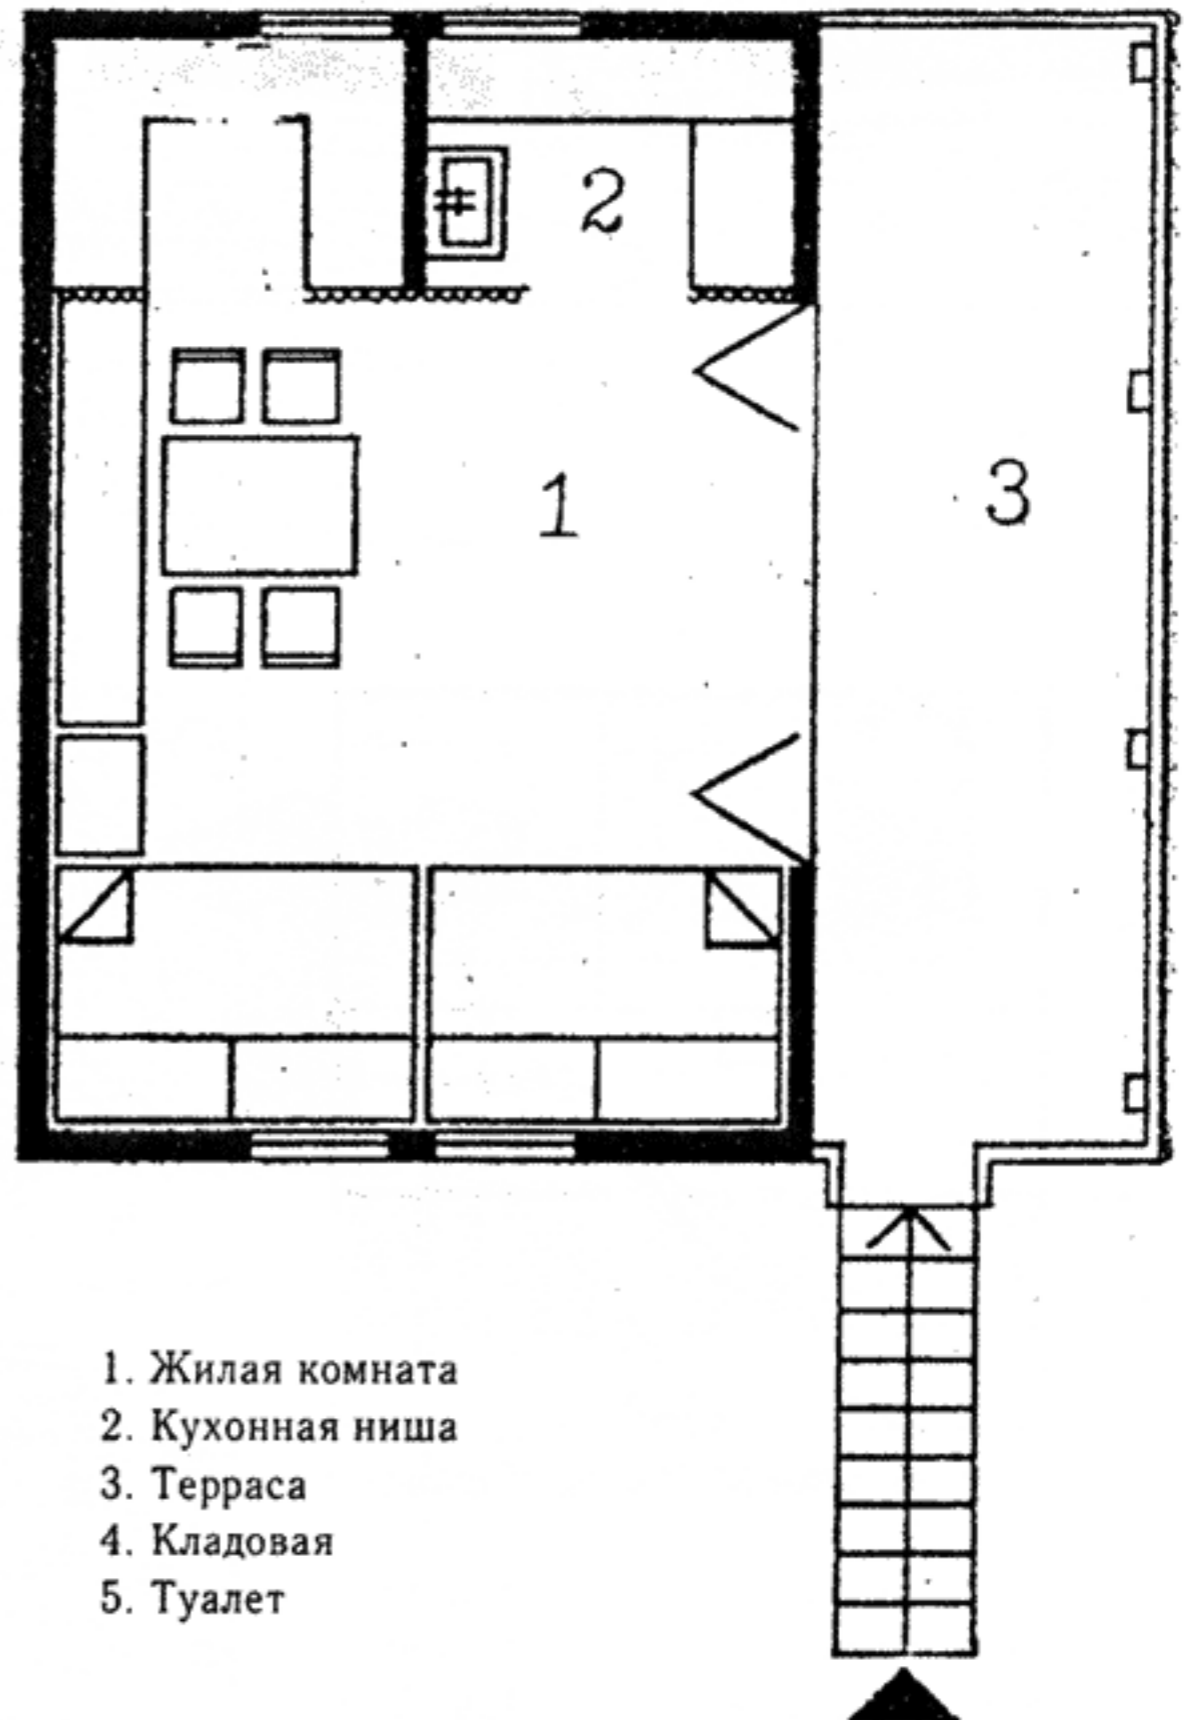 2
1
3
1. Жилая комната
2. Кухонная ниша
3. Терраса
4. Кладовая
5. Туалет